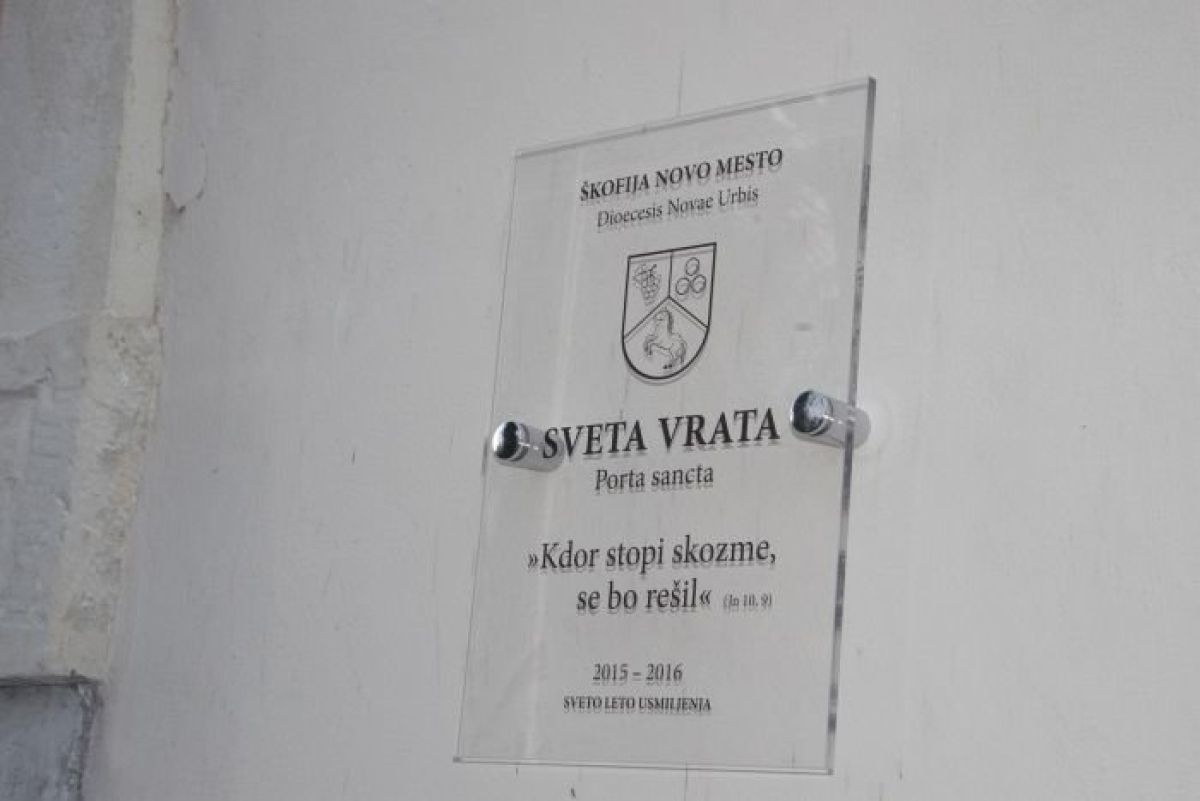 ŠKOFIJA NOVO MESTO
Dioecesis Novae Urbis
SVETA VRATA
Porta sancta
»Kdor stopi skozme,
se bo rešil« (Jn 10, 9)
2015 – 2016
SVETO LETO USMILJENJA